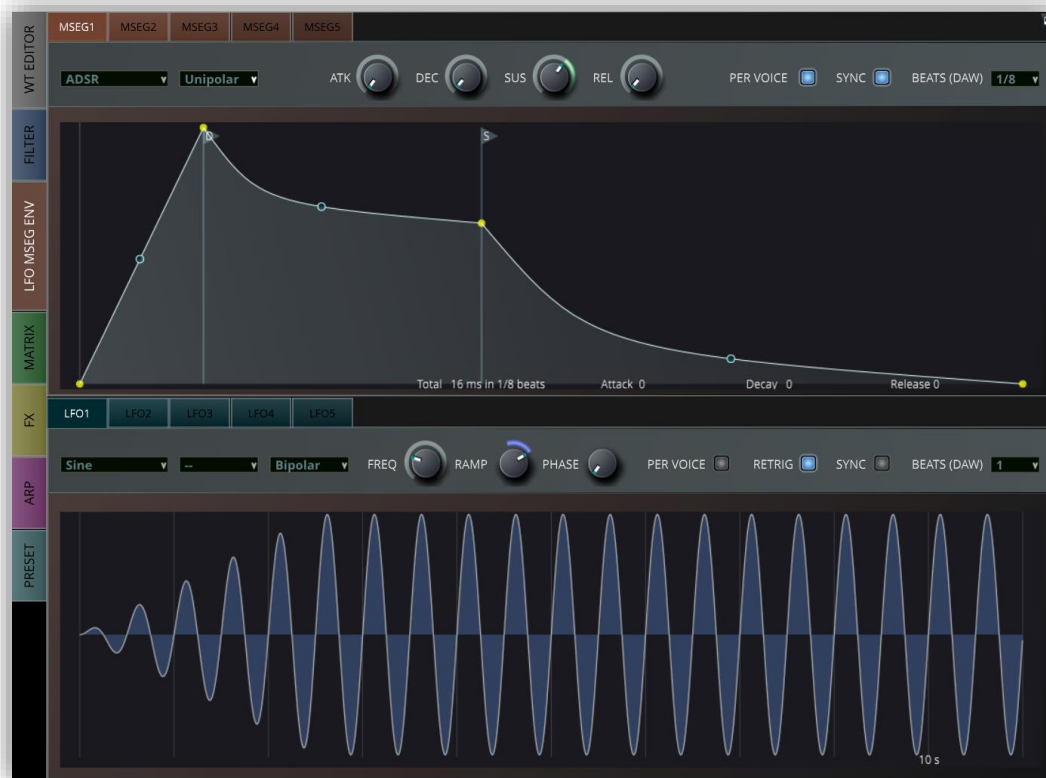 MSEG1 MSEG2 MSEG3 MSEG4 MSEG5
WT EDITOR
FILTER
LFO MSEG ENV
MATRIX
FX
ARP
PRESET
ADSR Unipolar ATK DEC SUS REL PER VOICE SYNC BEATS (DAW) 1/8
D S
Total 16 ms in 1/8 beats Attack 0 Decay 0 Release 0
LFO1 LFO2 LFO3 LFO4 LFO5
Sine -- Bipolar FREQ RAMP PHASE PER VOICE RETRIG SYNC BEATS (DAW) 1
10 s